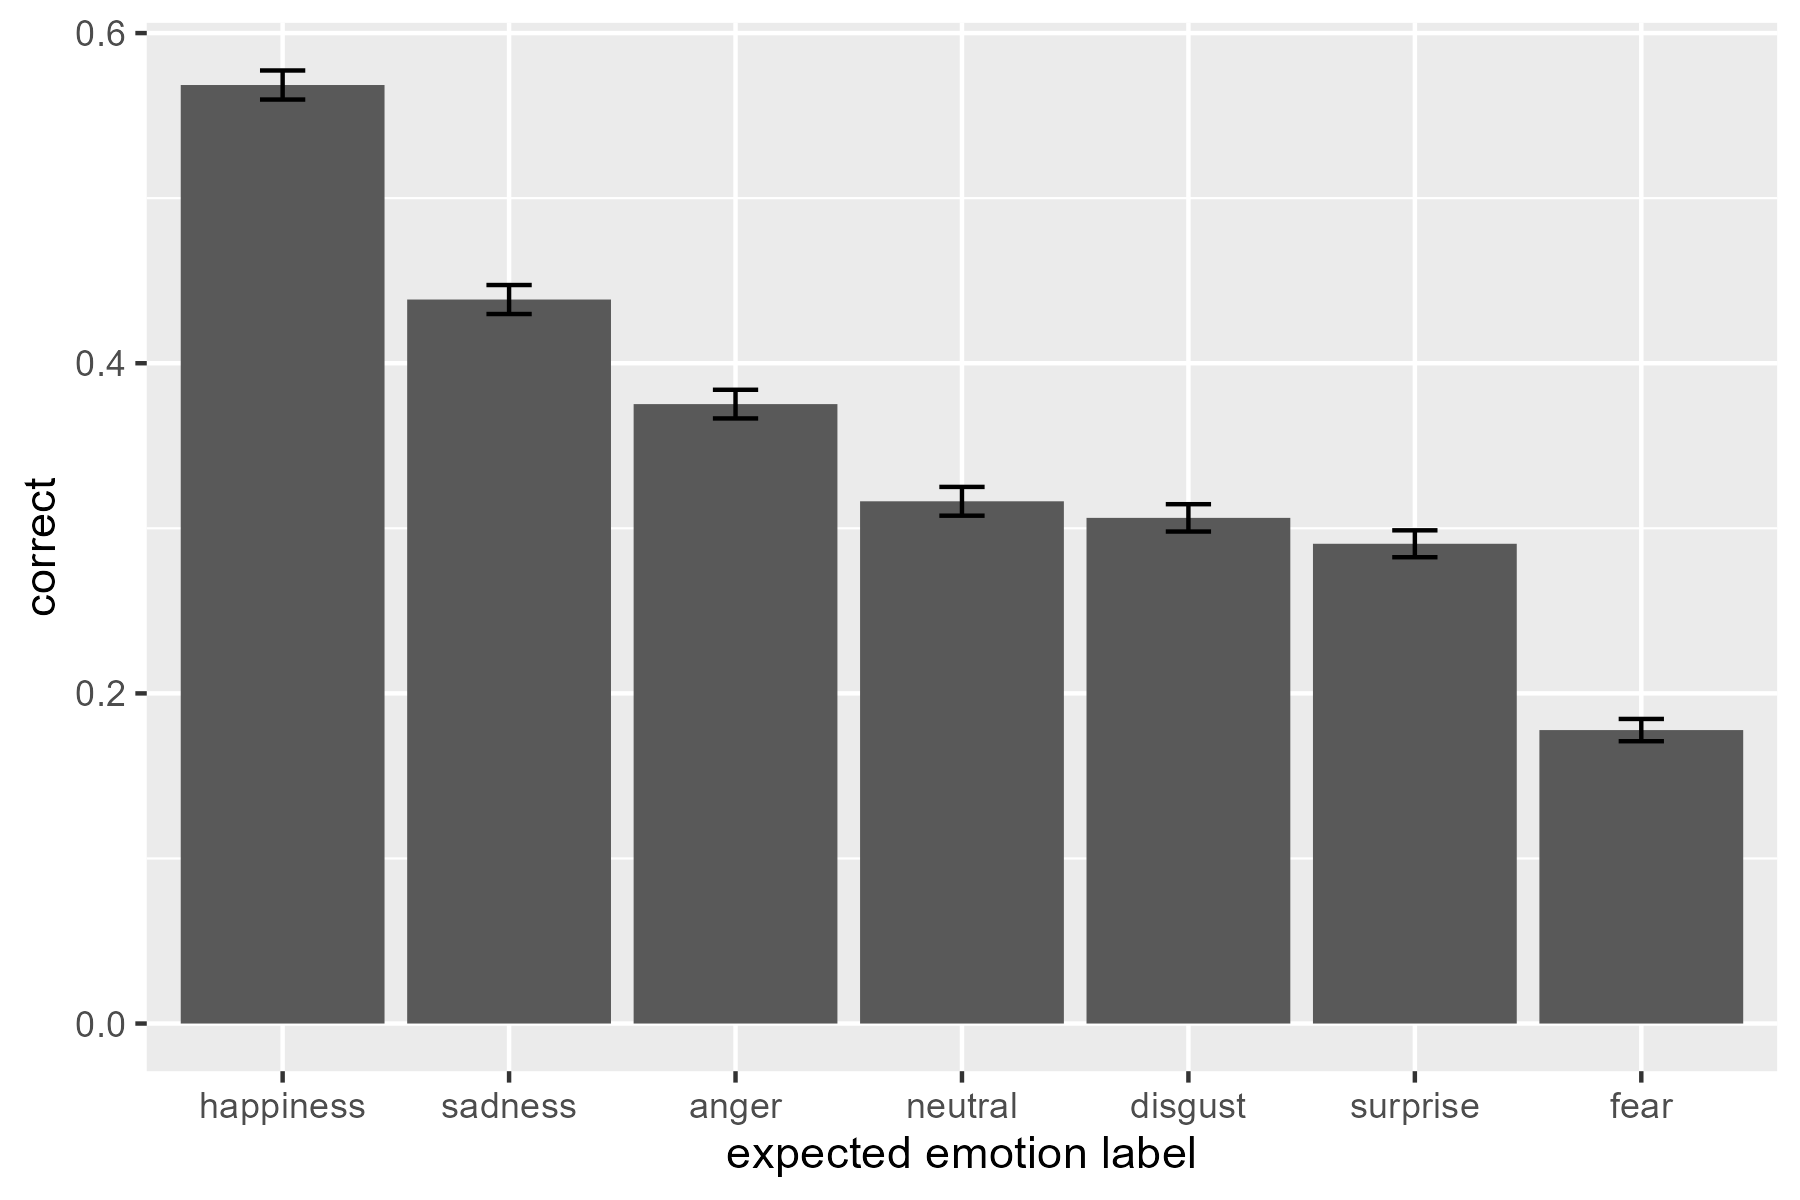 0.6
0.4
0.2
0.0
correct
happiness sadness anger neutral disgust surprise fear
expected emotion label